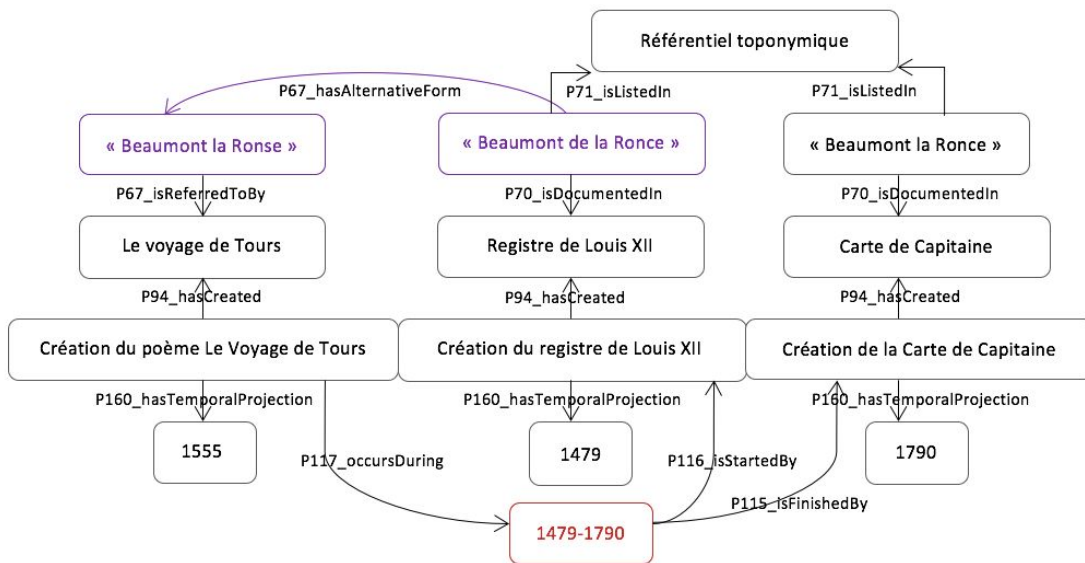 Référentiel toponymique
P67_hasAlternativeForm
P71_isListedIn
P71_isListedIn
« Beaumont la Ronse »
« Beaumont de la Ronce »
« Beaumont la Ronce »
P67_isReferredToBy
P70_isDocumentedIn
P70_isDocumentedIn
Le voyage de Tours
Registre de Louis XII
Carte de Capitaine
P94_hasCreated
P94_hasCreated
P94_hasCreated
Création du poème Le Voyage de Tours
Création du registre de Louis XII
Création de la Carte de Capitaine
P160_hasTemporalProjection
P160_hasTemporalProjection
P160_hasTemporalProjection
1555
1479
1790
P117_occursDuring
P116_isStartedBy
P115_isFinishedBy
1479-1790